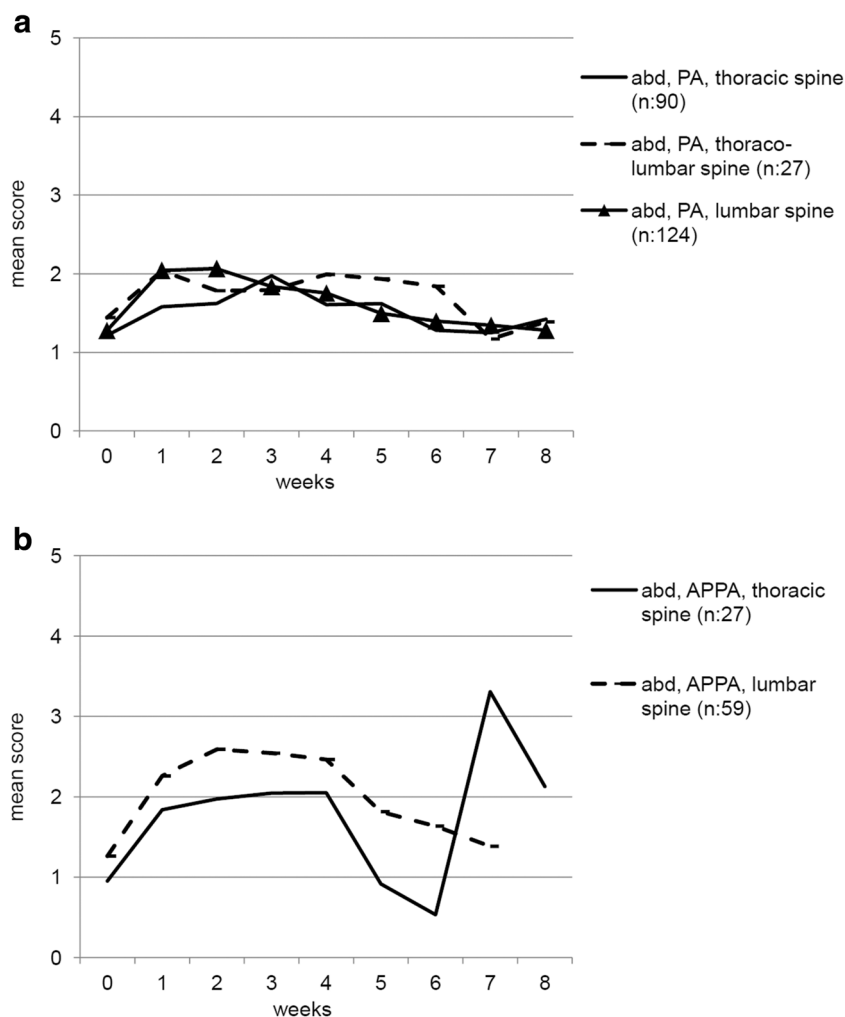 a
5
4
3
2
1
0
mean score
0 1 2 3 4 5 6 7 8
weeks
abd, PA, thoracic spine
(n:90)
abd, PA, thoraco-
lumbar spine (n:27)
abd, PA, lumbar spine
(n:124)
b
5
4
3
2
1
0
mean score
0 1 2 3 4 5 6 7 8
weeks
abd, APPA, thoracic
spine (n:27)
abd, APPA, lumbar
spine (n:59)